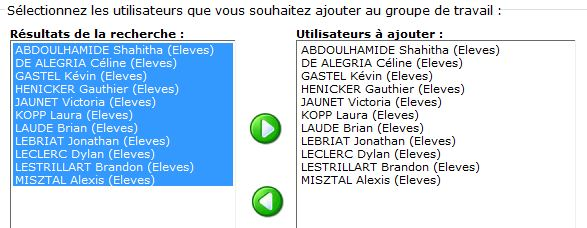 Sélectionnez les utilisateurs que vous souhaitez ajouter au groupe de travail :
Résultats de la recherche :
ABDOULHAMIDE Shahitha (Eleves)
DE ALEGRIA Céline (Eleves)
GASTEL Kévin (Eleves)
HENICKER Gauthier (Eleves)
JAUNET Victoria (Eleves)
KOPP Laura (Eleves)
LAUDE Brian (Eleves)
LEBRIAT Jonathan (Eleves)
LECLERC Dylan (Eleves)
LESTRILLART Brandon (Eleves)
MISZTAL Alexis (Eleves)
Utilisateurs à ajouter :
ABDOULHAMIDE Shahitha (Eleves)
DE ALEGRIA Céline (Eleves)
GASTEL Kévin (Eleves)
HENICKER Gauthier (Eleves)
JAUNET Victoria (Eleves)
KOPP Laura (Eleves)
LAUDE Brian (Eleves)
LEBRIAT Jonathan (Eleves)
LECLERC Dylan (Eleves)
LESTRILLART Brandon (Eleves)
MISZTAL Alexis (Eleves)